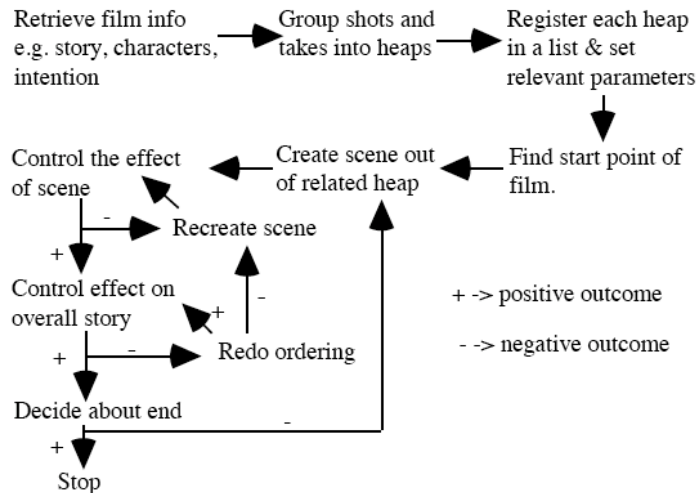 Retrieve film info
e.g. story, characters,
intention
Group shots and
takes into heaps
Register each heap
in a list & set
relevant parameters
Find start point of
film.
Create scene out
of related heap
Control the effect
of scene
-
Recreate scene
+
Control effect on
overall story
+
-
+ -> positive outcome
- -> negative outcome
+
-
Redo ordering
Decide about end
-
+
Stop